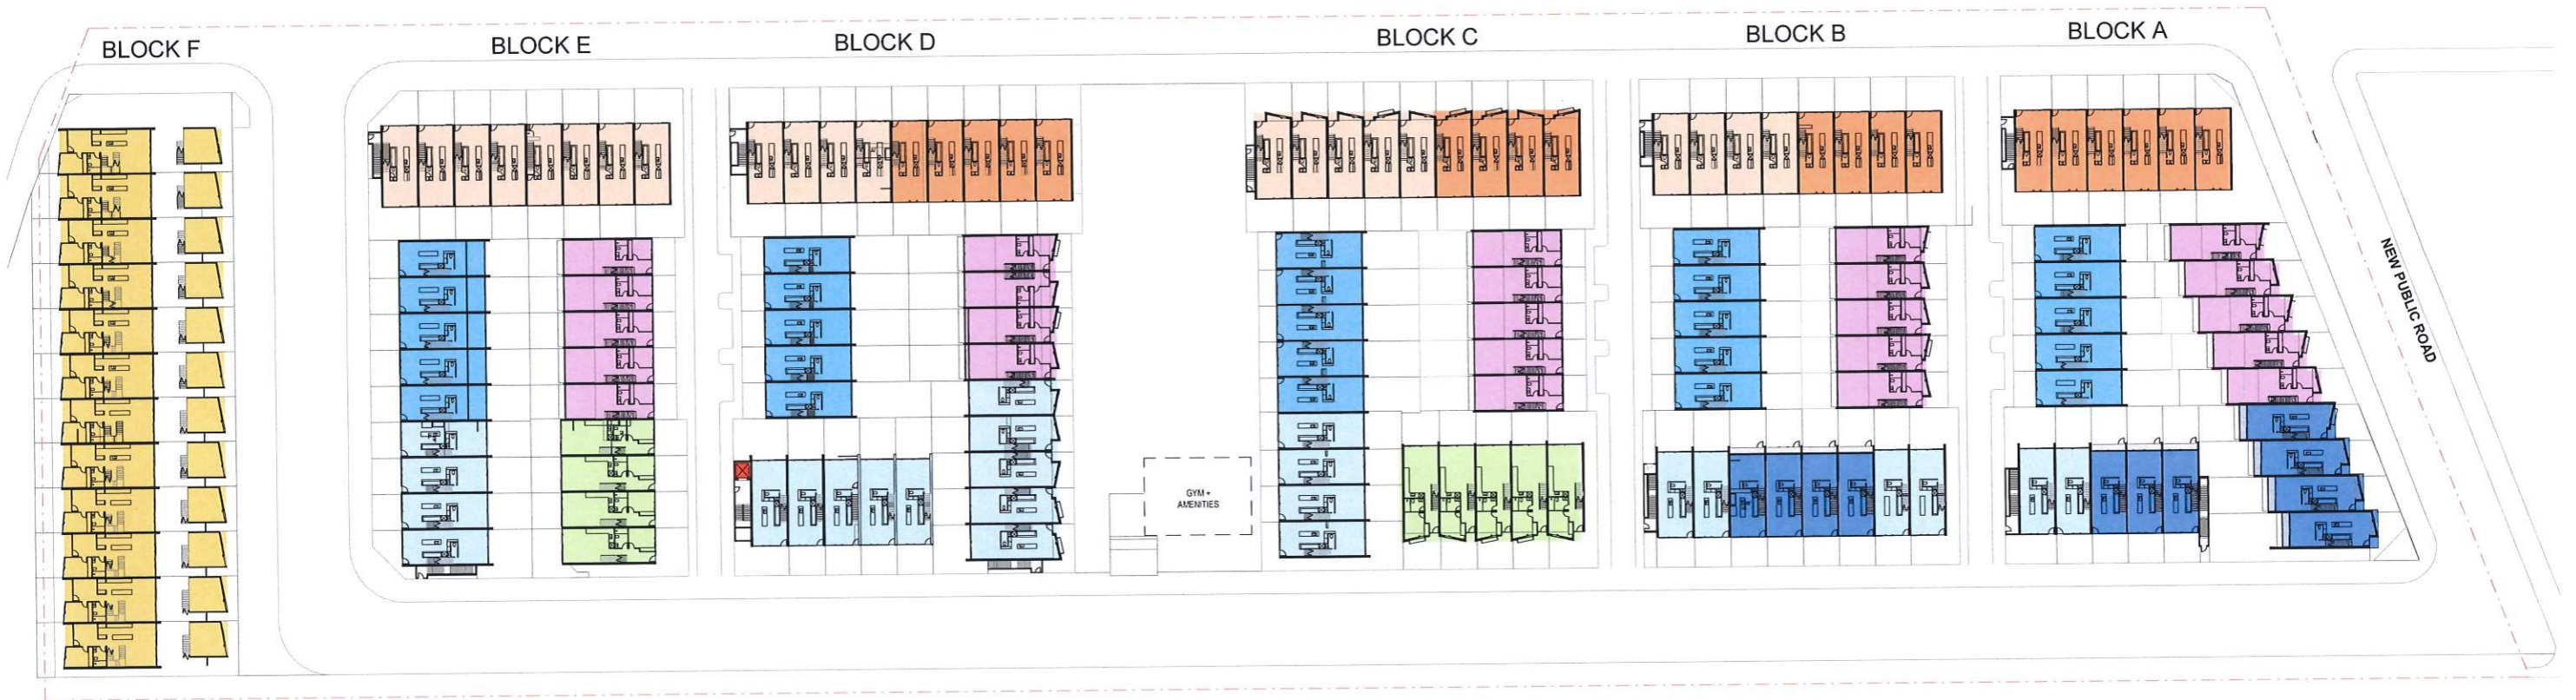 BLOCK F
BLOCK E
BLOCK D
BLOCK C
BLOCK B
BLOCK A
NEW PUBLIC ROAD
GYM +
AMENITIES